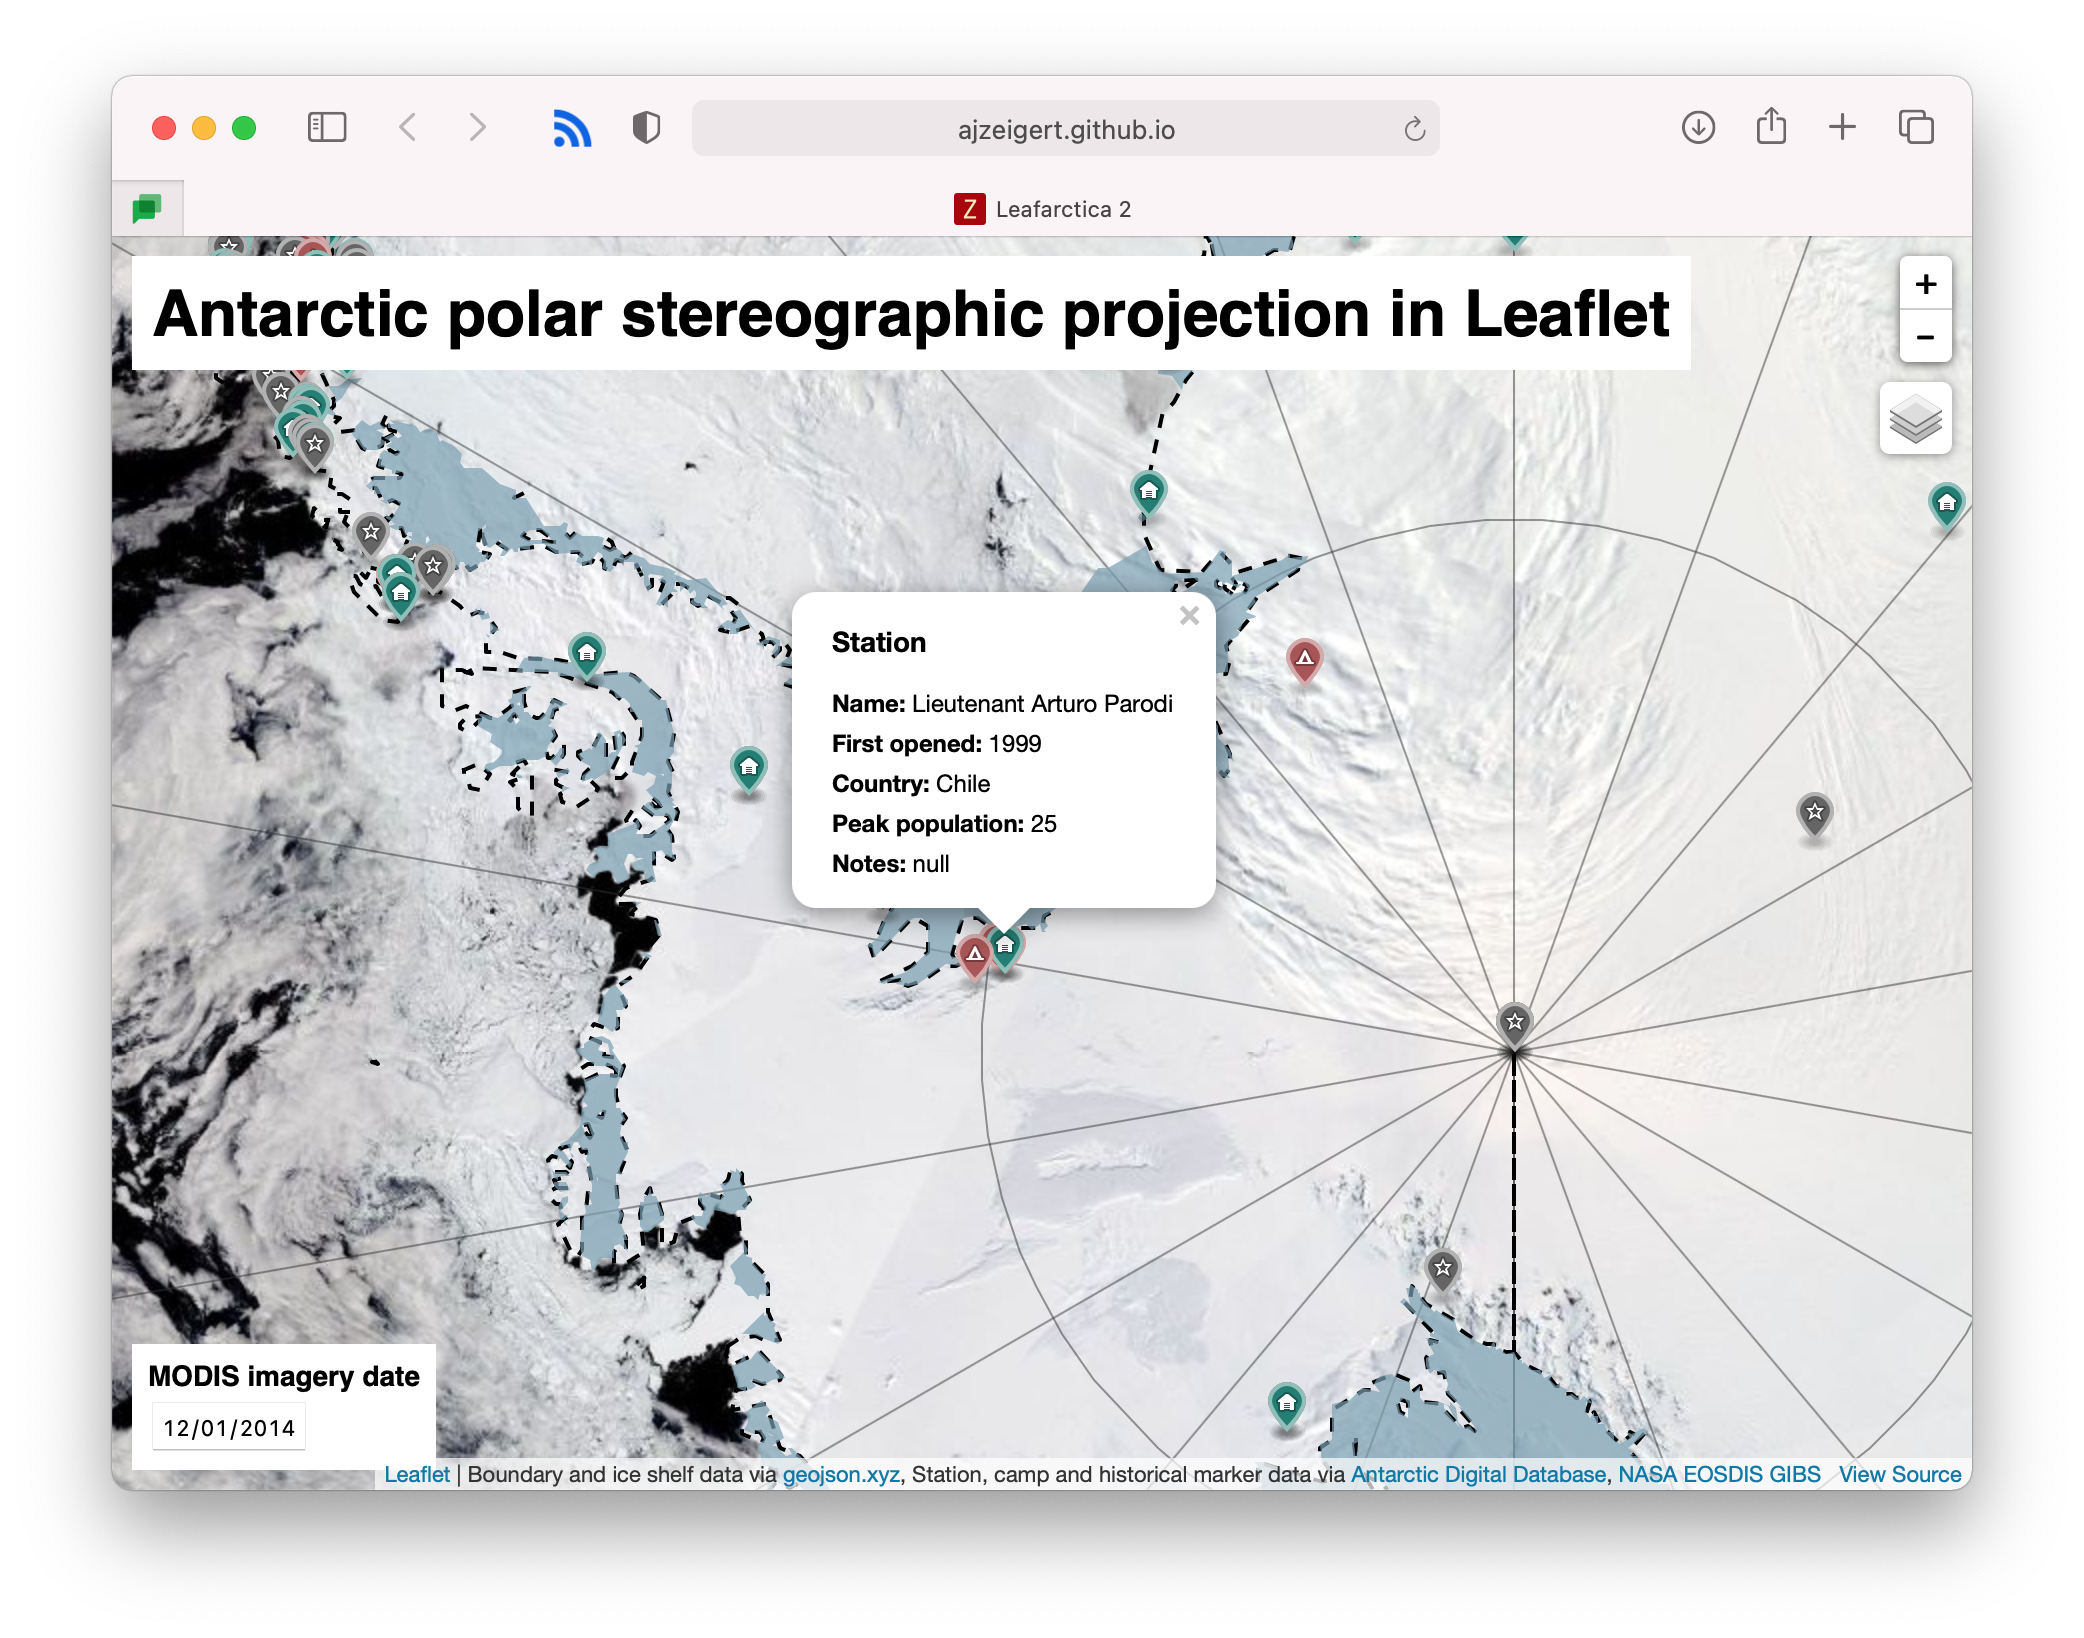 ajzeigert.github.io
Z Leafarctica 2
Antarctic polar stereographic projection in Leaflet
+
−
×
Station
Name: Lieutenant Arturo Parodi
First opened: 1999
Country: Chile
Peak population: 25
Notes: null
MODIS imagery date
12/01/2014
Leaflet | Boundary and ice shelf data via geojson.xyz, Station, camp and historical marker data via Antarctic Digital Database, NASA EOSDIS GIBS View Source